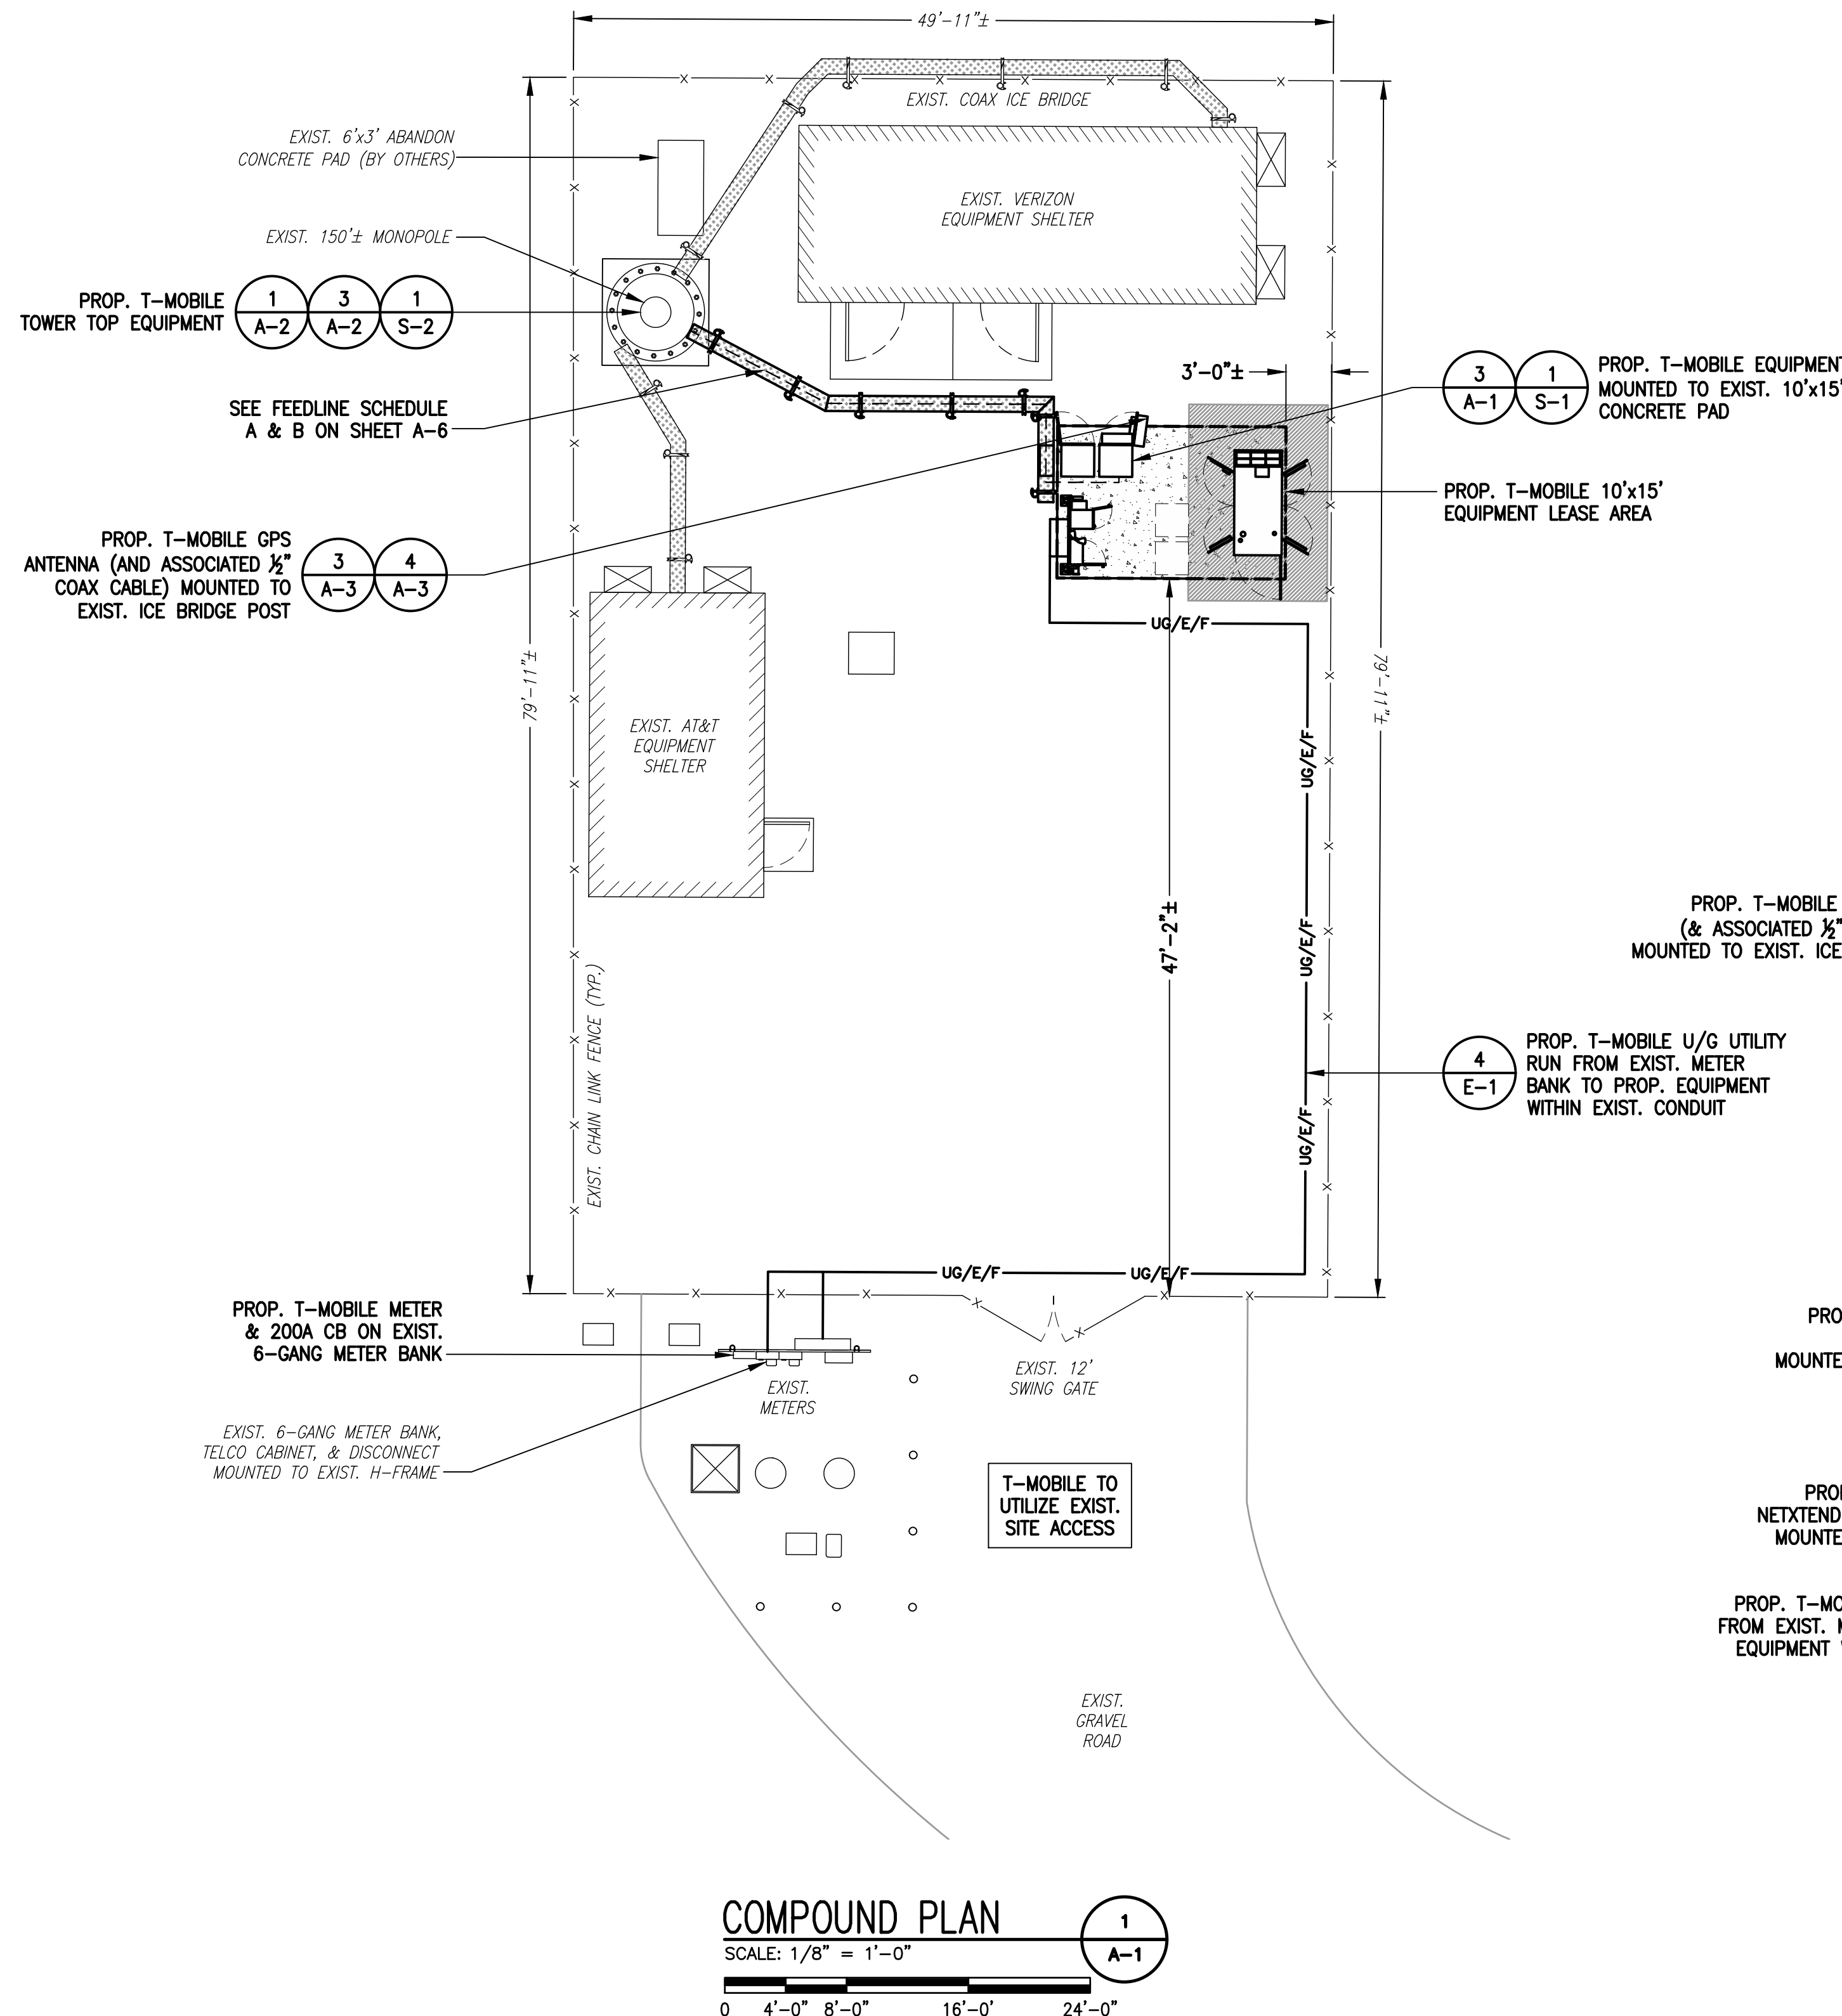 49'-11"±
EXIST. COAX ICE BRIDGE
EXIST. 6'x3' ABANDON
CONCRETE PAD (BY OTHERS)
EXIST. VERIZON
EQUIPMENT SHELTER
EXIST. 150'± MONOPOLE
PROP. T-MOBILE
TOWER TOP EQUIPMENT
1
A-2
3
A-2
1
S-2
3'-0"±
3
A-1
1
S-1
PROP. T-MOBILE EQUIPMENT
MOUNTED TO EXIST. 10'x15'
CONCRETE PAD
SEE FEEDLINE SCHEDULE
A & B ON SHEET A-6
PROP. T-MOBILE 10'x15'
EQUIPMENT LEASE AREA
PROP. T-MOBILE GPS
ANTENNA (AND ASSOCIATED ½"
COAX CABLE) MOUNTED TO
EXIST. ICE BRIDGE POST
3
A-3
4
A-3
UG/E/F
79'-11"±
79'-11"±
EXIST. AT&T
EQUIPMENT
SHELTER
UG/E/F
47'-2"±
UG/E/F
PROP. T-MOBILE
(& ASSOCIATED ½"
MOUNTED TO EXIST. ICE
EXIST. CHAIN LINK FENCE (TYP.)
4
E-1
PROP. T-MOBILE U/G UTILITY
RUN FROM EXIST. METER
BANK TO PROP. EQUIPMENT
WITHIN EXIST. CONDUIT
UG/E/F
UG/E/F
UG/E/F
PROP. T-MOBILE METER
& 200A CB ON EXIST.
6-GANG METER BANK
EXIST.
METERS
EXIST. 12'
SWING GATE
EXIST. 6-GANG METER BANK,
TELCO CABINET, & DISCONNECT
MOUNTED TO EXIST. H-FRAME
T-MOBILE TO
UTILIZE EXIST.
SITE ACCESS
NETXTEND
PROP. T-MO
FROM EXIST.
EQUIPMENT
EXIST.
GRAVEL
ROAD
COMPOUND PLAN
1
A-1
SCALE: 1/8" = 1'-0"
0 4'-0" 8'-0" 16'-0' 24'-0"